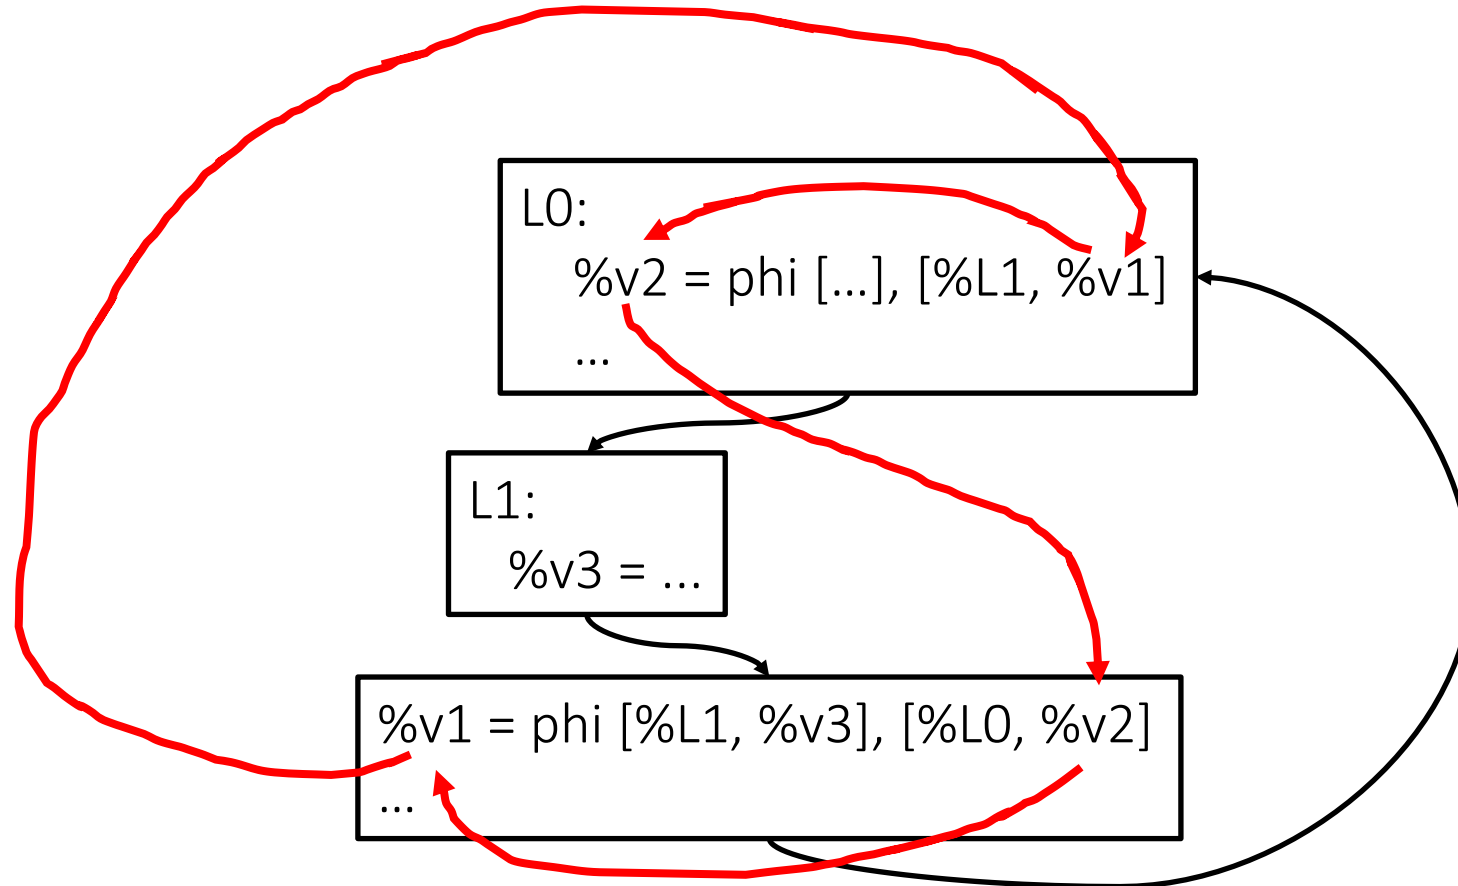 L0:
%v2 = phi [...], [%L1, %v1]
...
L1:
%v3 = ...
%v1 = phi [%L1, %v3], [%L0, %v2]
...